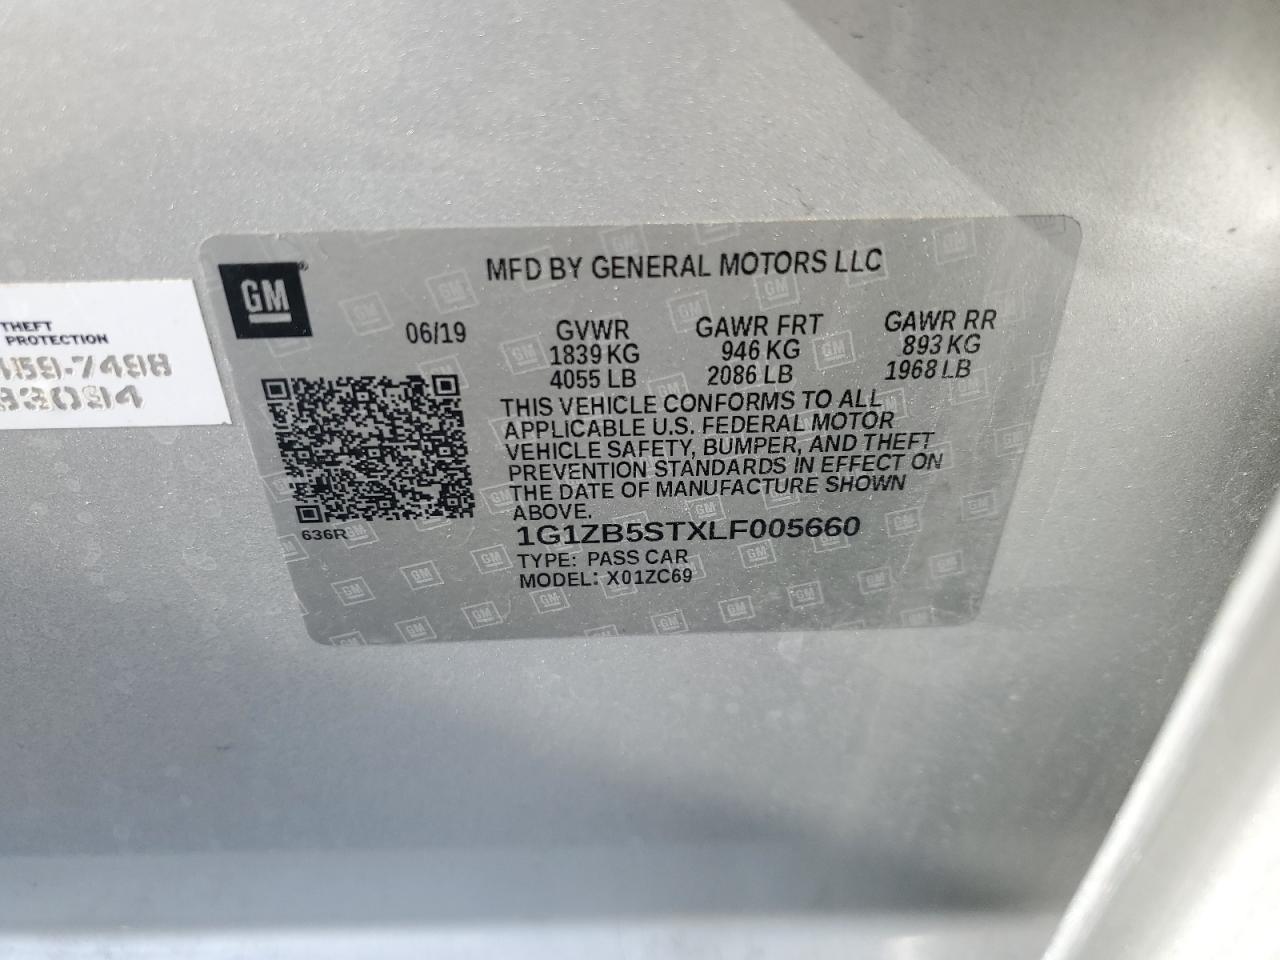 THEFT
PROTECTION
GM
MFD BY GENERAL MOTORS LLC
06/19
GVWR
1839 KG
4055 LB
GAWR FRT
946 KG
2086 LB
GAWR RR
893 KG
1968 LB
THIS VEHICLE CONFORMS TO ALL
APPLICABLE U.S. FEDERAL MOTOR
VEHICLE SAFETY, BUMPER, AND THEFT
PREVENTION STANDARDS IN EFFECT ON
THE DATE OF MANUFACTURE SHOWN
ABOVE.
636R
1G1ZB5STXLF005660
TYPE: PASS CAR
MODEL: X01ZC69